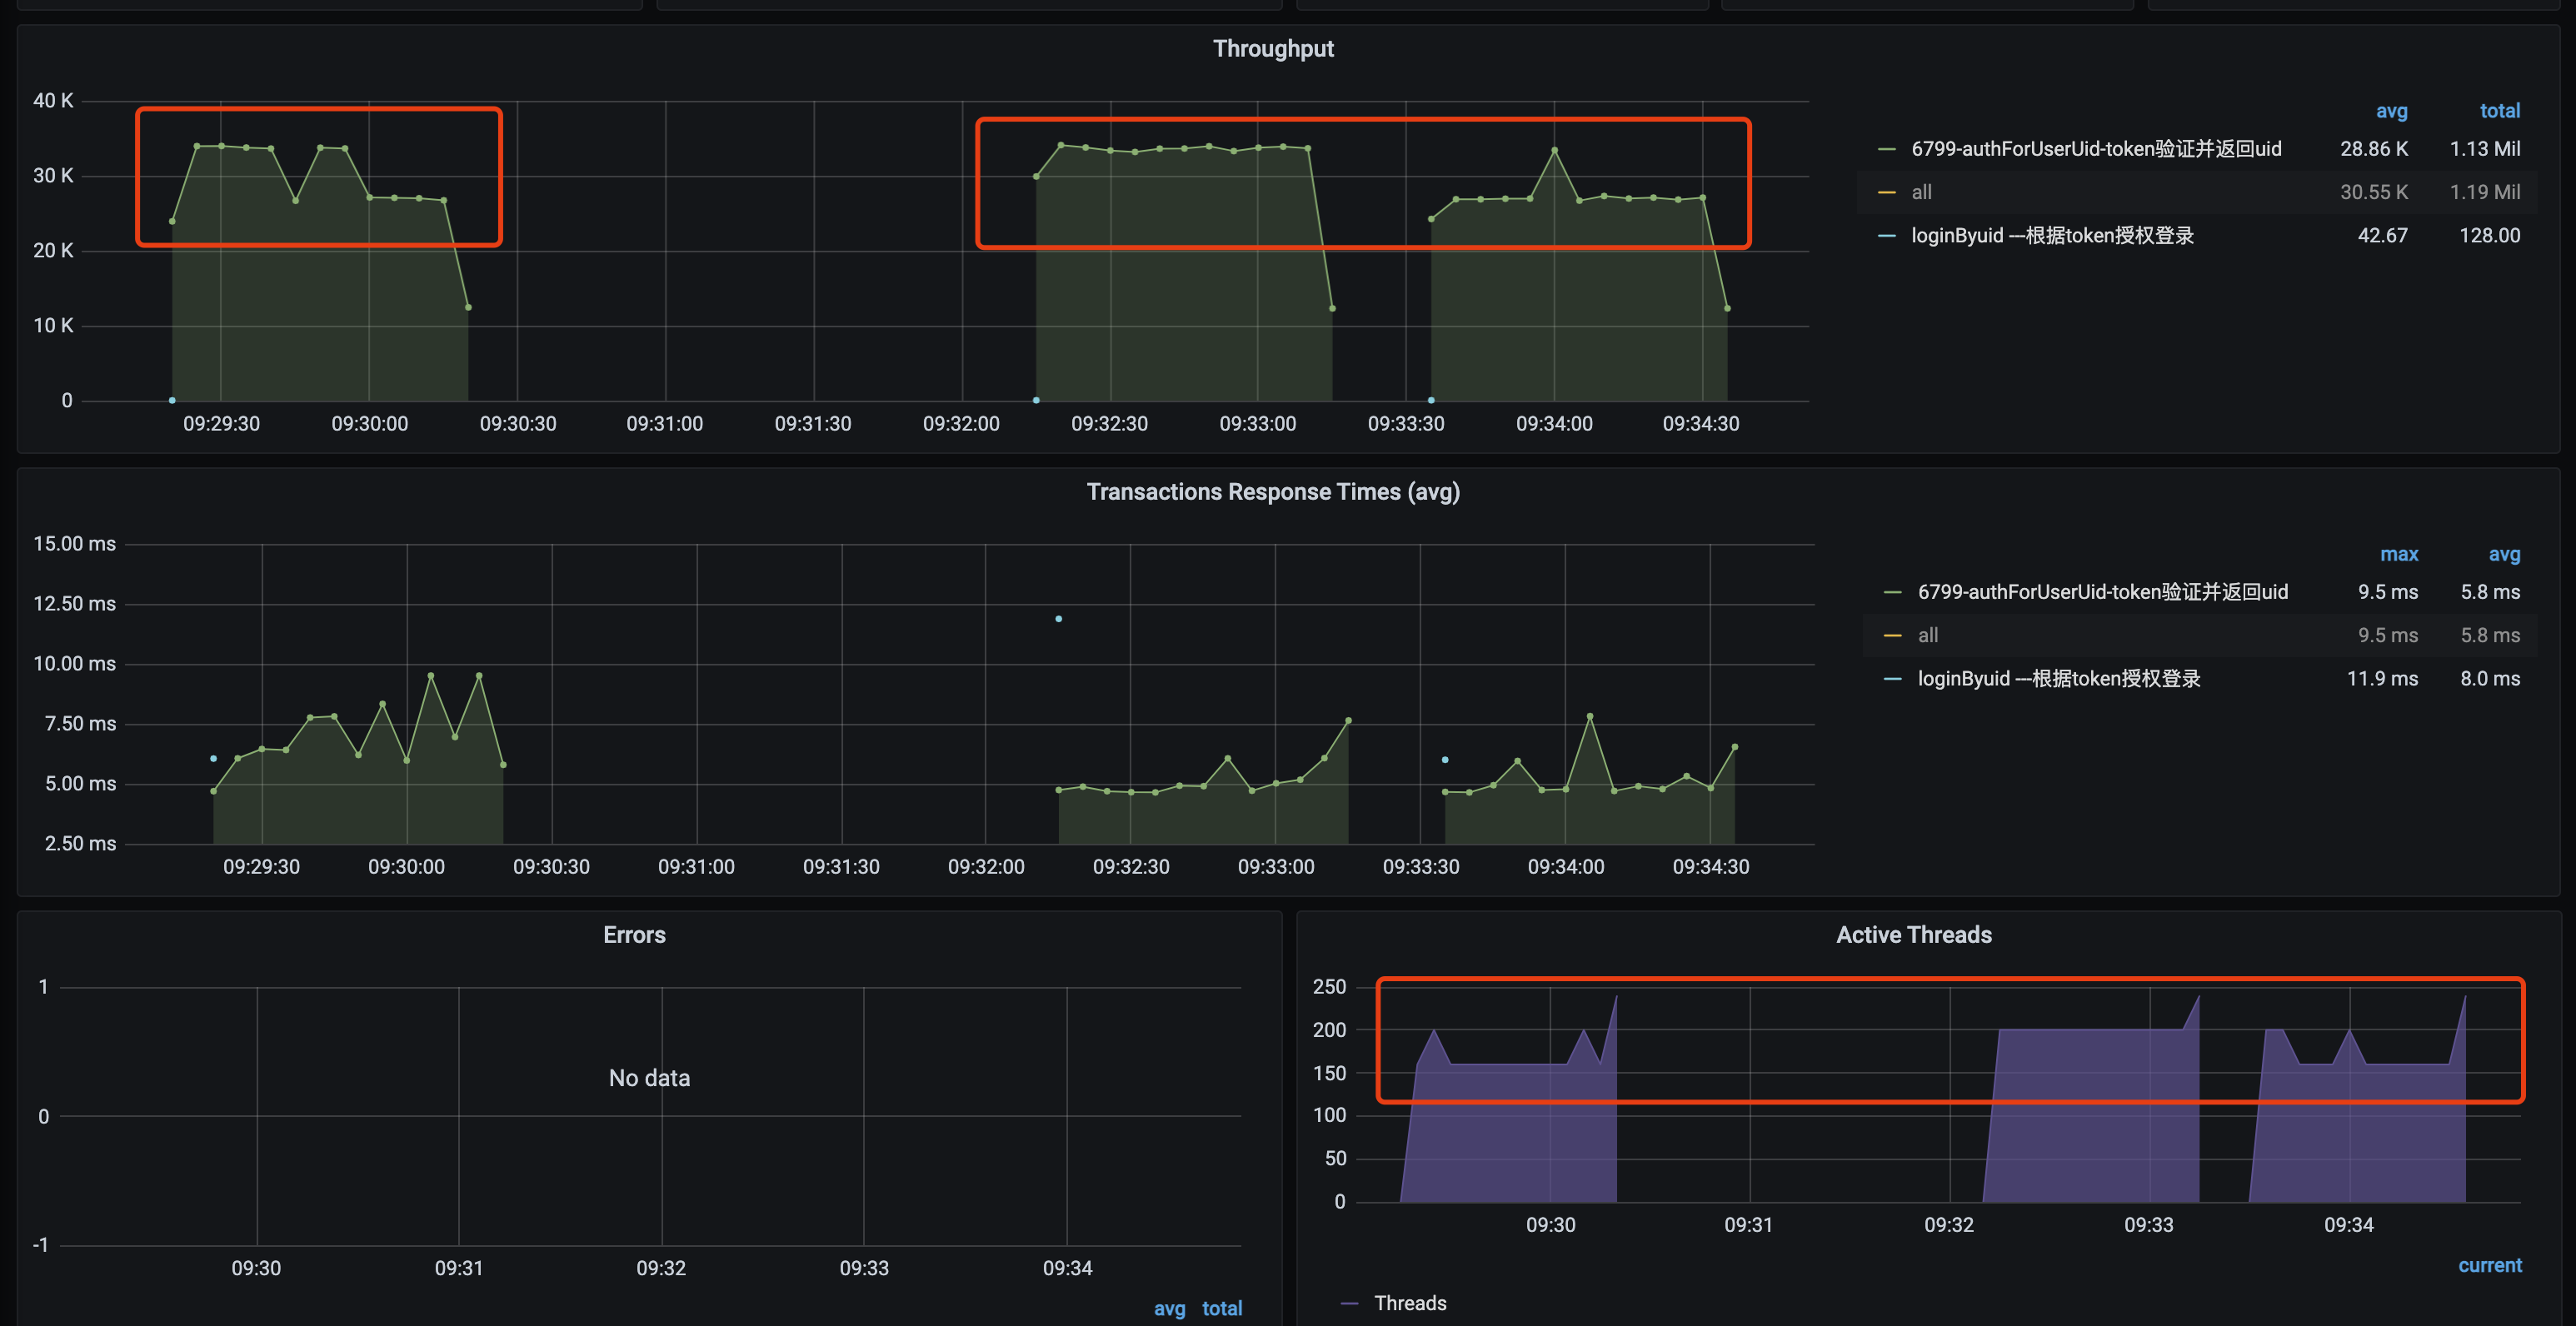 Throughput
40 K
30 K
20 K
10 K
0
09:29:30 09:30:00 09:30:30 09:31:00 09:31:30 09:32:00 09:32:30 09:33:00 09:33:30 09:34:00 09:34:30
avg total
6799-authForUserUid-token验证并返回uid 28.86 K 1.13 Mil
all 30.55 K 1.19 Mil
loginByuid ---根据token授权登录 42.67 128.00
Transactions Response Times (avg)
15.00 ms
12.50 ms
10.00 ms
7.50 ms
5.00 ms
2.50 ms
09:29:30 09:30:00 09:30:30 09:31:00 09:31:30 09:32:00 09:32:30 09:33:00 09:33:30 09:34:00 09:34:30
max avg
6799-authForUserUid-token验证并返回uid 9.5 ms 5.8 ms
all 9.5 ms 5.8 ms
loginByuid ---根据token授权登录 11.9 ms 8.0 ms
Errors
1
0
-1
No data
09:30 09:31 09:32 09:33 09:34
avg total
Active Threads
250
200
150
100
50
0
09:30 09:31 09:32 09:33 09:34
current
Threads